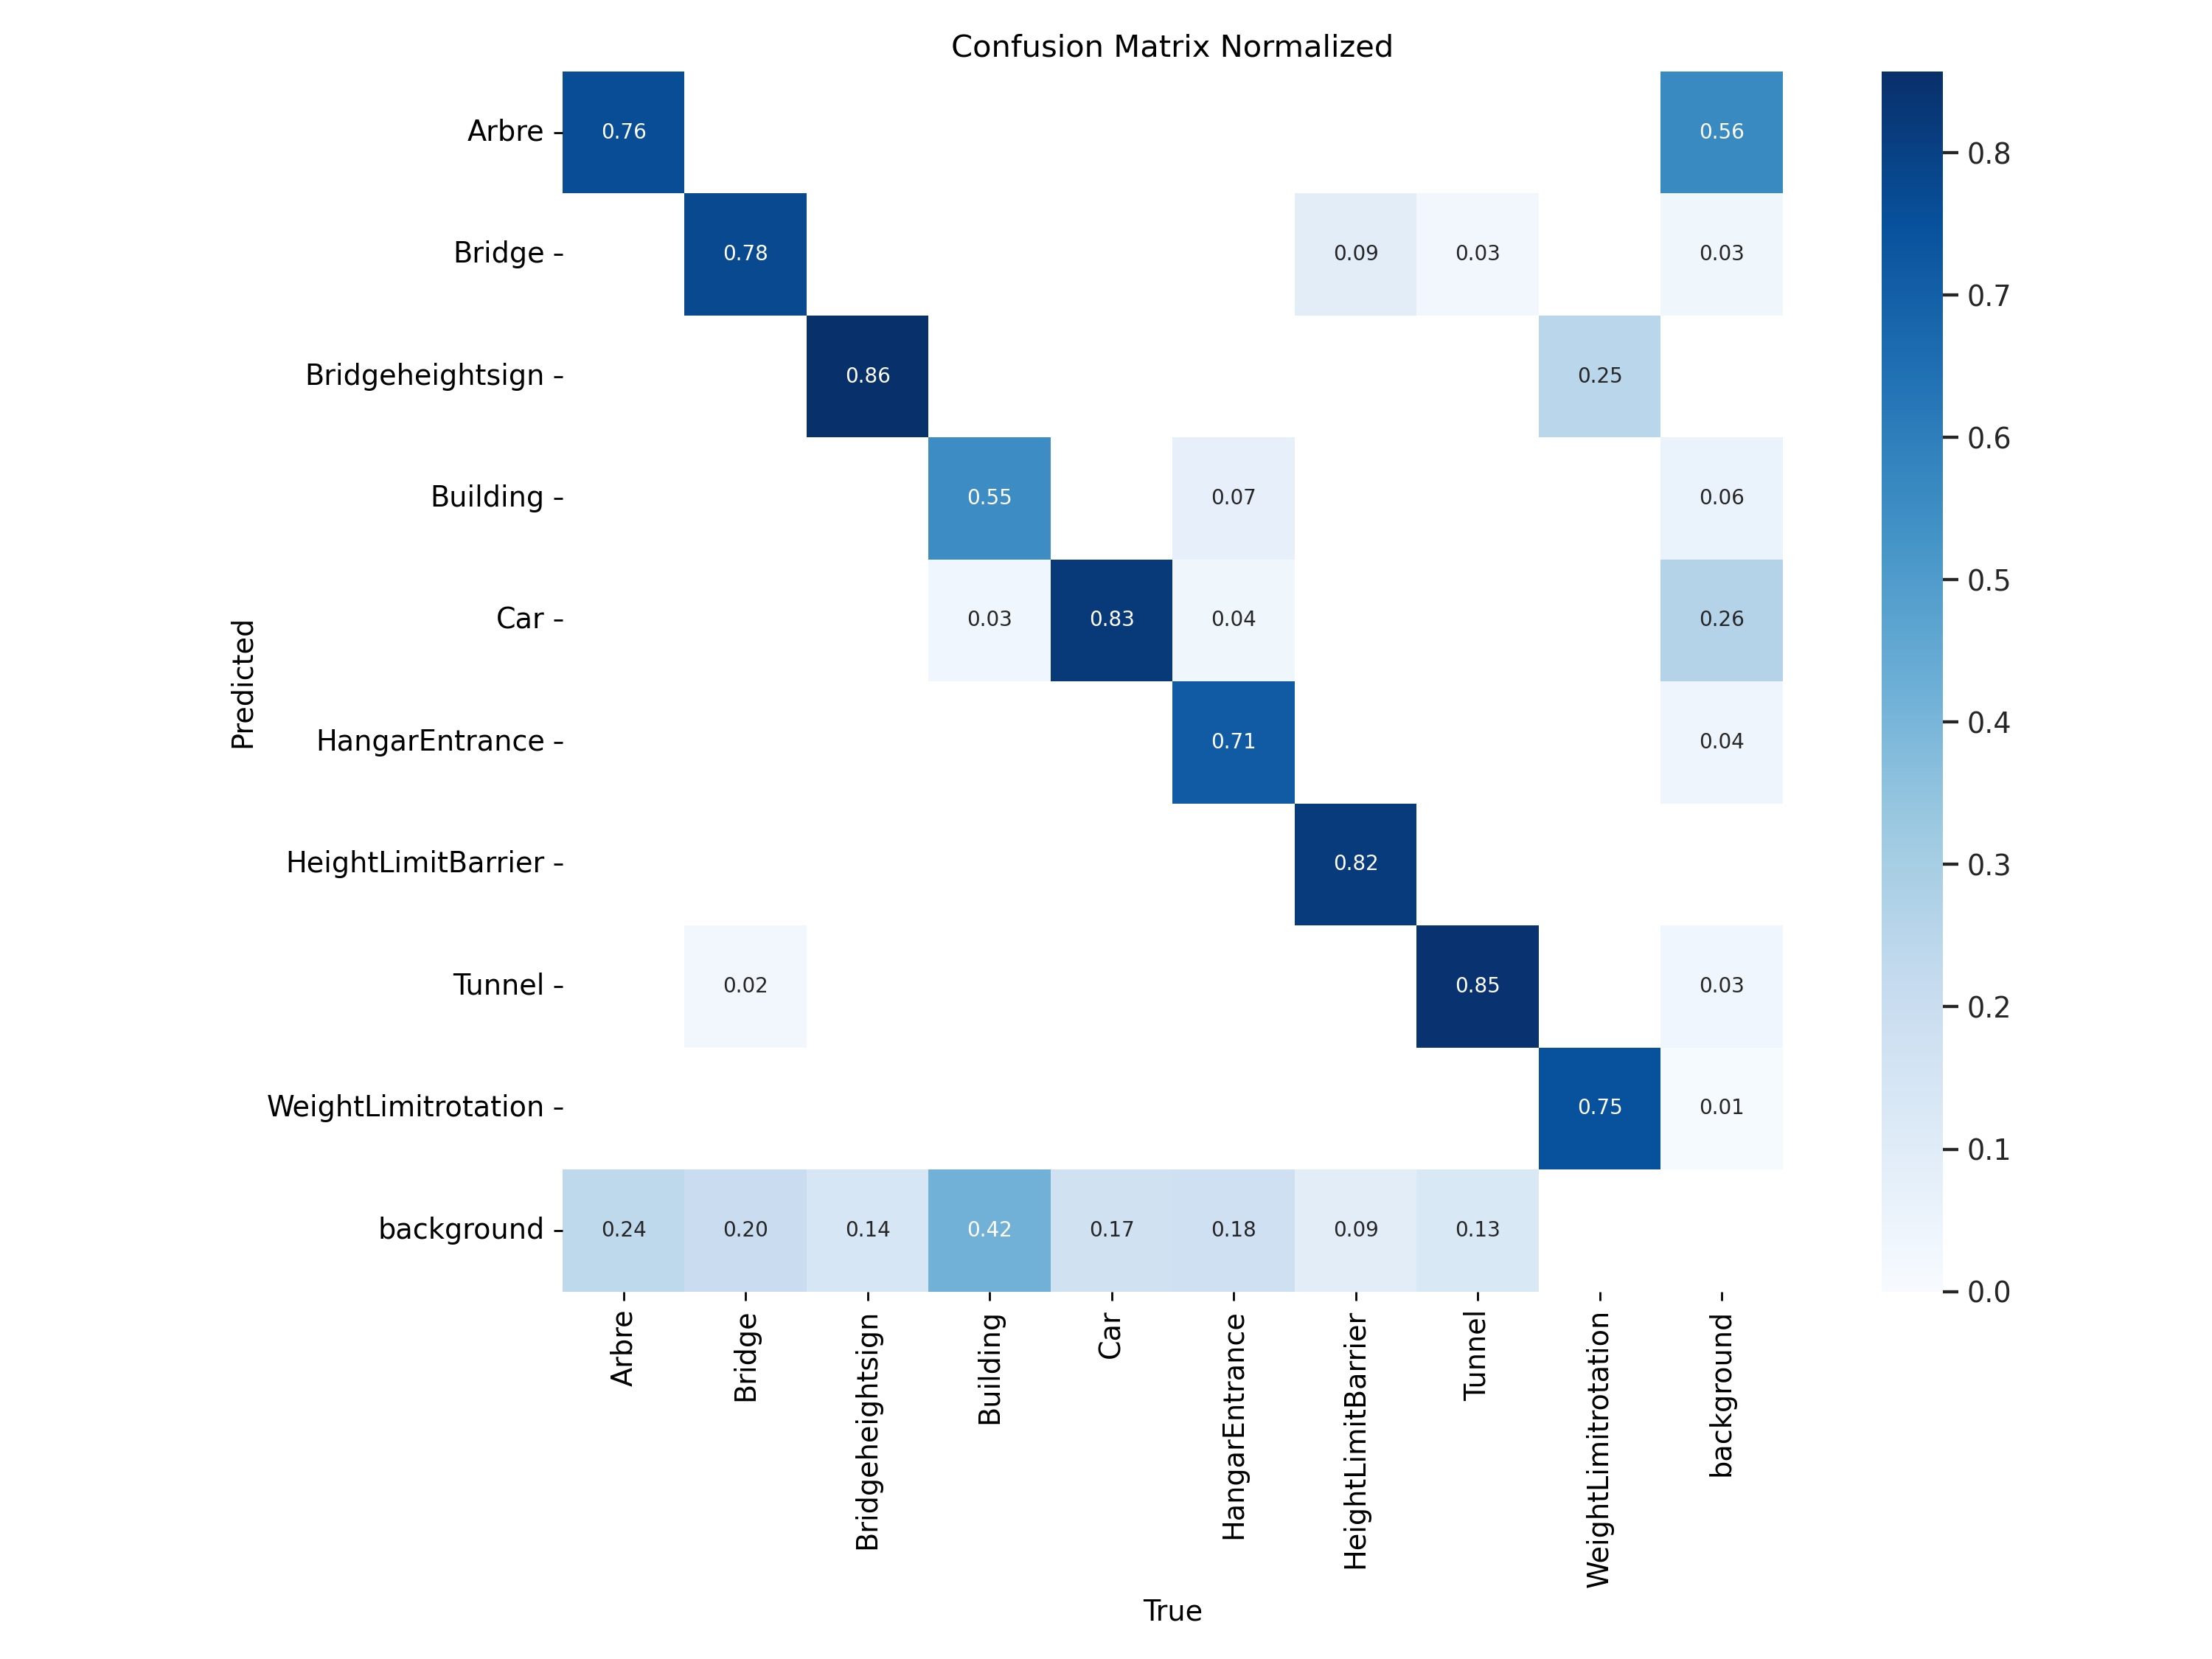 Confusion Matrix Normalized
Arbre 0.76 0.56
Bridge 0.78 0.09 0.03 0.03
Bridgeheightsign 0.86 0.25
Building 0.55 0.07 0.06
Car 0.03 0.83 0.04 0.26
HangarEntrance 0.71 0.04
HeightLimitBarrier 0.82
Tunnel 0.02 0.85 0.03
WeightLimitrotation 0.75 0.01
background 0.24 0.20 0.14 0.42 0.17 0.18 0.09 0.13
Predicted
Arbre
Bridge
Bridgeheightsign
Building
Car
HangarEntrance
HeightLimitBarrier
Tunnel
WeightLimitrotation
background
True
0.8
0.7
0.6
0.5
0.4
0.3
0.2
0.1
0.0